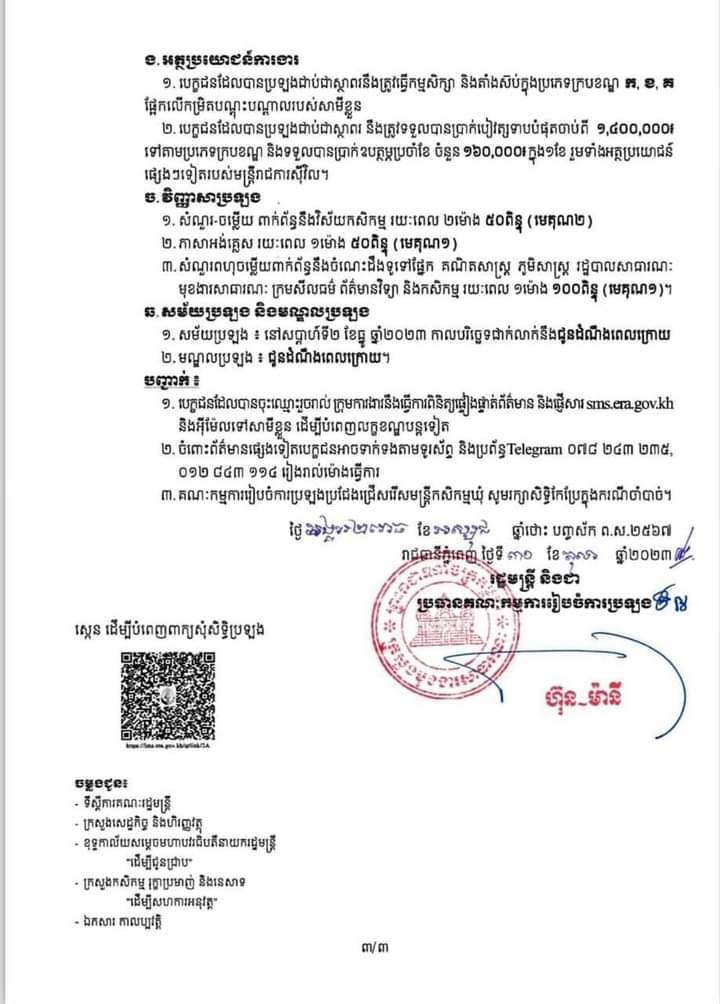 ង. អត្ថប្រយោជន៍ការងារ
១. បេក្ខជនដែលបានប្រឡងជាប់ជាស្ថាពរនឹងត្រូវធ្វើកម្មសិក្សា និងតាំងស៊ប់ក្នុងប្រភេទក្របខណ្ឌ ក, ខ, គ
ផ្អែកលើកម្រិតបណ្តុះបណ្តាលរបស់សាមីខ្លួន
២. បេក្ខជនដែលបានប្រឡងជាប់ជាស្ថាពរ នឹងត្រូវទទួលបានប្រាក់បៀវត្សទាបបំផុតចាប់ពី ១,៤០០,០០០៛
ទៅតាមប្រភេទក្របខណ្ឌ និងទទួលបានប្រាក់ឧបត្ថម្ភប្រចាំខែ ចំនួន ១៦០,០០០៛ ក្នុង១ខែ រួមទាំងអត្ថប្រយោជន៍
ផ្សេងៗទៀតរបស់មន្ត្រីរាជការស៊ីវិល។
ច. វិញ្ញាសាប្រឡង
១. សំណួរ-ចម្លើយ ពាក់ព័ន្ធនឹងវិស័យកសិកម្ម រយៈពេល ២ម៉ោង ៥០ពិន្ទុ (មេគុណ២)
២. ភាសាអង់គ្លេស រយៈពេល ១ម៉ោង ៥០ពិន្ទុ (មេគុណ១)
៣. សំណួរពហុចម្លើយពាក់ព័ន្ធនឹងចំណេះដឹងទូទៅផ្នែក គណិតសាស្ត្រ ភូមិសាស្ត្រ រដ្ឋបាលសាធារណៈ
មុខងារសាធារណៈ ក្រមសីលធម៌ ព័ត៌មានវិទ្យា និងកសិកម្ម រយៈពេល ១ម៉ោង ១០០ពិន្ទុ (មេគុណ១)។
ឆ. សម័យប្រឡង និងមណ្ឌលប្រឡង
១. សម័យប្រឡង ៖ នៅសប្តាហ៍ទី២ ខែធ្នូ ឆ្នាំ២០២៣ កាលបរិច្ឆេទជាក់លាក់នឹងជូនដំណឹងពេលក្រោយ
២. មណ្ឌលប្រឡង ៖ ជូនដំណឹងពេលក្រោយ។
បញ្ជាក់ ៖
១. បេក្ខជនដែលបានចុះឈ្មោះរួចរាល់ ក្រុមការងារនឹងធ្វើការពិនិត្យផ្ទៀងផ្ទាត់ព័ត៌មាន និងផ្ញើសារ sms.era.gov.kh
និងអ៊ីម៉ែលទៅសាមីខ្លួន ដើម្បីបំពេញលក្ខខណ្ឌបន្តទៀត
២. ចំពោះព័ត៌មានផ្សេងទៀតបេក្ខជនអាចទាក់ទងតាមទូរស័ព្ទ និងប្រព័ន្ធTelegram ០៧៨ ២៤៣ ២៣៥,
០១២ ៨៤៣ ១១៤ រៀងរាល់ម៉ោងធ្វើការ
៣. គណៈកម្មការរៀបចំការប្រឡងប្រជែងជ្រើសរើសមន្ត្រីកសិកម្មឃុំ សូមរក្សាសិទ្ធិកែប្រែក្នុងករណីចាំបាច់។
ថ្ងៃ ខែ អស្សុជ ឆ្នាំថោះ បញ្ចស័ក ព.ស.២៥៦៧
រាជធានីភ្នំពេញ ថ្ងៃទី ៣០ ខែ តុលា ឆ្នាំ២០២៣
រដ្ឋមន្ត្រី និងជា
ប្រធានគណៈកម្មការរៀបចំការប្រឡង
ស្កេន ដើម្បីបំពេញពាក្យសុំសិទ្ធិប្រឡង
ហ៊ុន ម៉ានី
ចម្លងជូន៖
- ទីស្តីការគណៈរដ្ឋមន្ត្រី
- ក្រសួងសេដ្ឋកិច្ច និងហិរញ្ញវត្ថុ
- ខុទ្ទកាល័យសម្តេចមហាបវរធិបតីនាយករដ្ឋមន្ត្រី
"ដើម្បីជូនជ្រាប"
- ក្រសួងកសិកម្ម រុក្ខាប្រមាញ់ និងនេសាទ
"ដើម្បីសហការអនុវត្ត"
- ឯកសារ កាលប្បវត្តិ
៣/៣